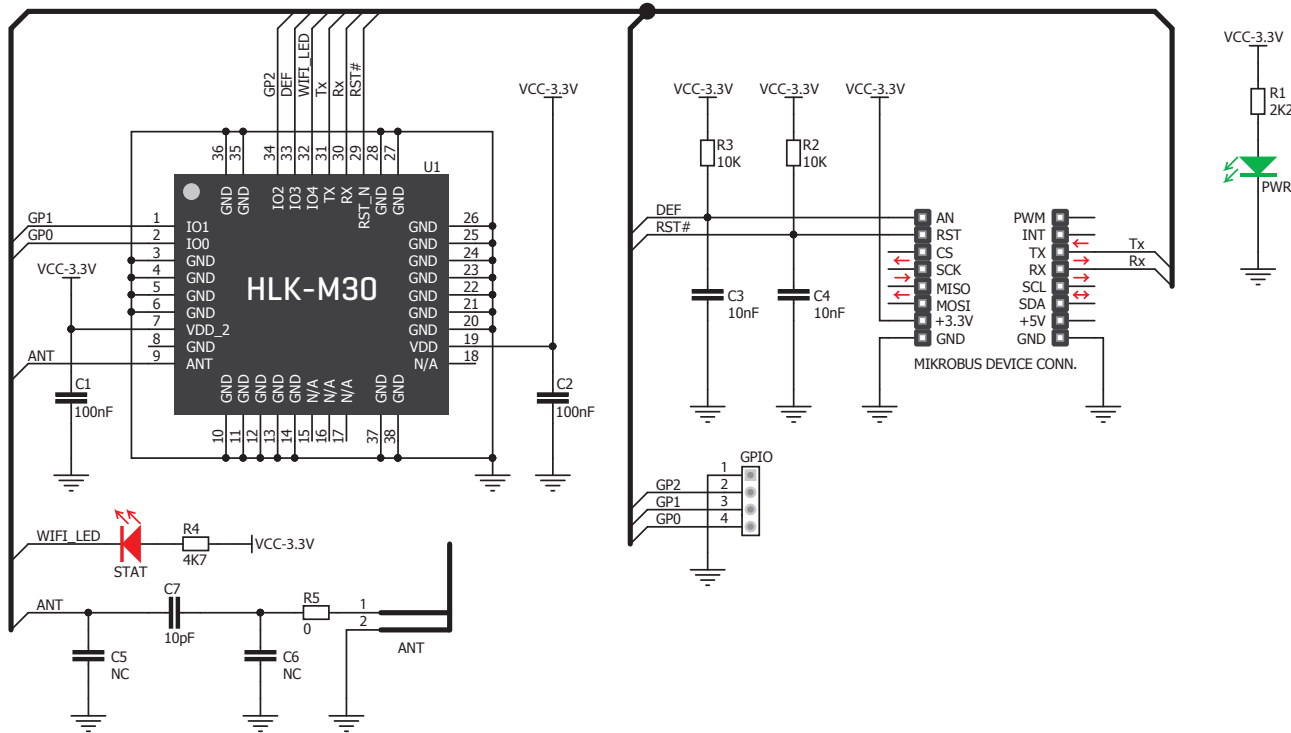 GP2
DEF
WIFI_LED
Tx
Rx
RST#
VCC-3.3V
36
35
34
33
32
31
30
29
28
27
U1
GND
GND
IO2
IO3
IO4
TX
RX
RST_N
GND
GND
GP1
1
IO1
GP0
2
IO0
3
GND
4
GND
5
GND
6
GND
VCC-3.3V
7
VDD_2
8
GND
ANT
9
ANT
HLK-M30
GND
26
GND
25
GND
24
GND
23
GND
22
GND
21
GND
20
VDD
19
N/A
18
GND
GND
GND
GND
GND
N/A
N/A
N/A
GND
GND
10
11
12
13
14
15
16
17
37
38
C1
100nF
C2
100nF
WIFI_LED
STAT
R4
4K7
VCC-3.3V
ANT
C7
10pF
R5
0
1
2
ANT
C5
NC
C6
NC
VCC-3.3V
VCC-3.3V
VCC-3.3V
R3
10K
R2
10K
DEF
RST#
C3
10nF
C4
10nF
AN
RST
CS
SCK
MISO
MOSI
+3.3V
GND
PWM
INT
TX
RX
SCL
SDA
+5V
GND
Tx
Rx
MIKROBUS DEVICE CONN.
GPIO
1
GP2
2
GP1
3
GP0
4
VCC-3.3V
R1
2K2
PWR